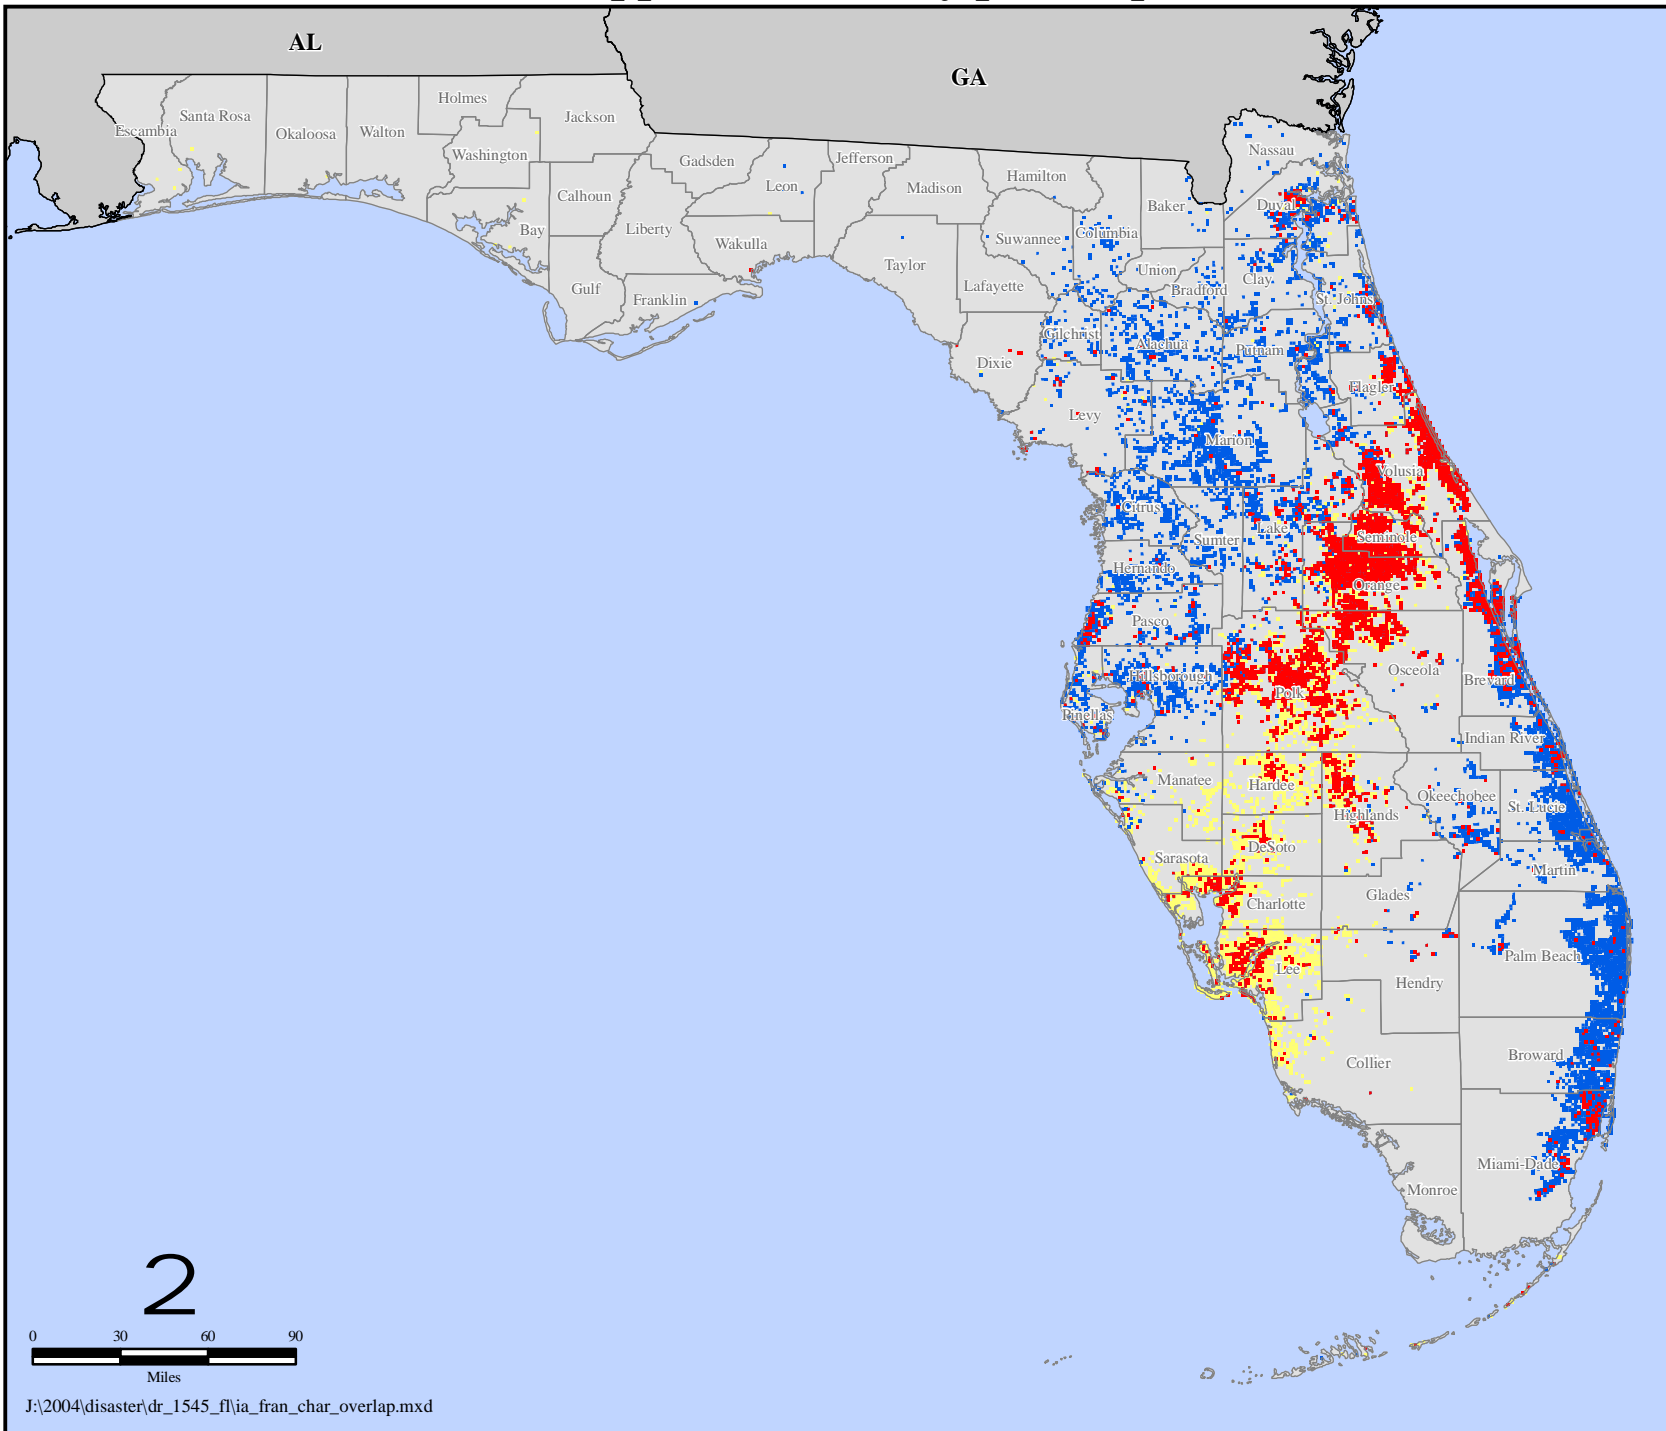 AL
GA
Holmes
Santa Rosa
Jackson
Escambia
Okaloosa
Walton
Washington
Gadsden
Jefferson
Nassau
Leon
Madison
Hamilton
Calhoun
Baker
Duval
Bay
Liberty
Wakulla
Suwannee
Columbia
Taylor
Union
Clay
Gulf
Franklin
Lafayette
Bradford
St. Johns
Gilchrist
Alachua
Putnam
Dixie
Flagler
Levy
Marion
Volusia
Citrus
Lake
Sumter
Seminole
Hernando
Orange
Pasco
Osceola
Hillsborough
Brevard
Polk
Pinellas
Indian River
Manatee
Hardee
Okeechobee
St. Lucie
Highlands
DeSoto
Sarasota
Martin
Glades
Charlotte
Palm Beach
Lee
Hendry
Broward
Collier
Miami-Dade
Monroe
2
0 30 60 90
Miles
J:\2004\disaster\dr_1545_fl\ia_fran_char_overlap.mxd